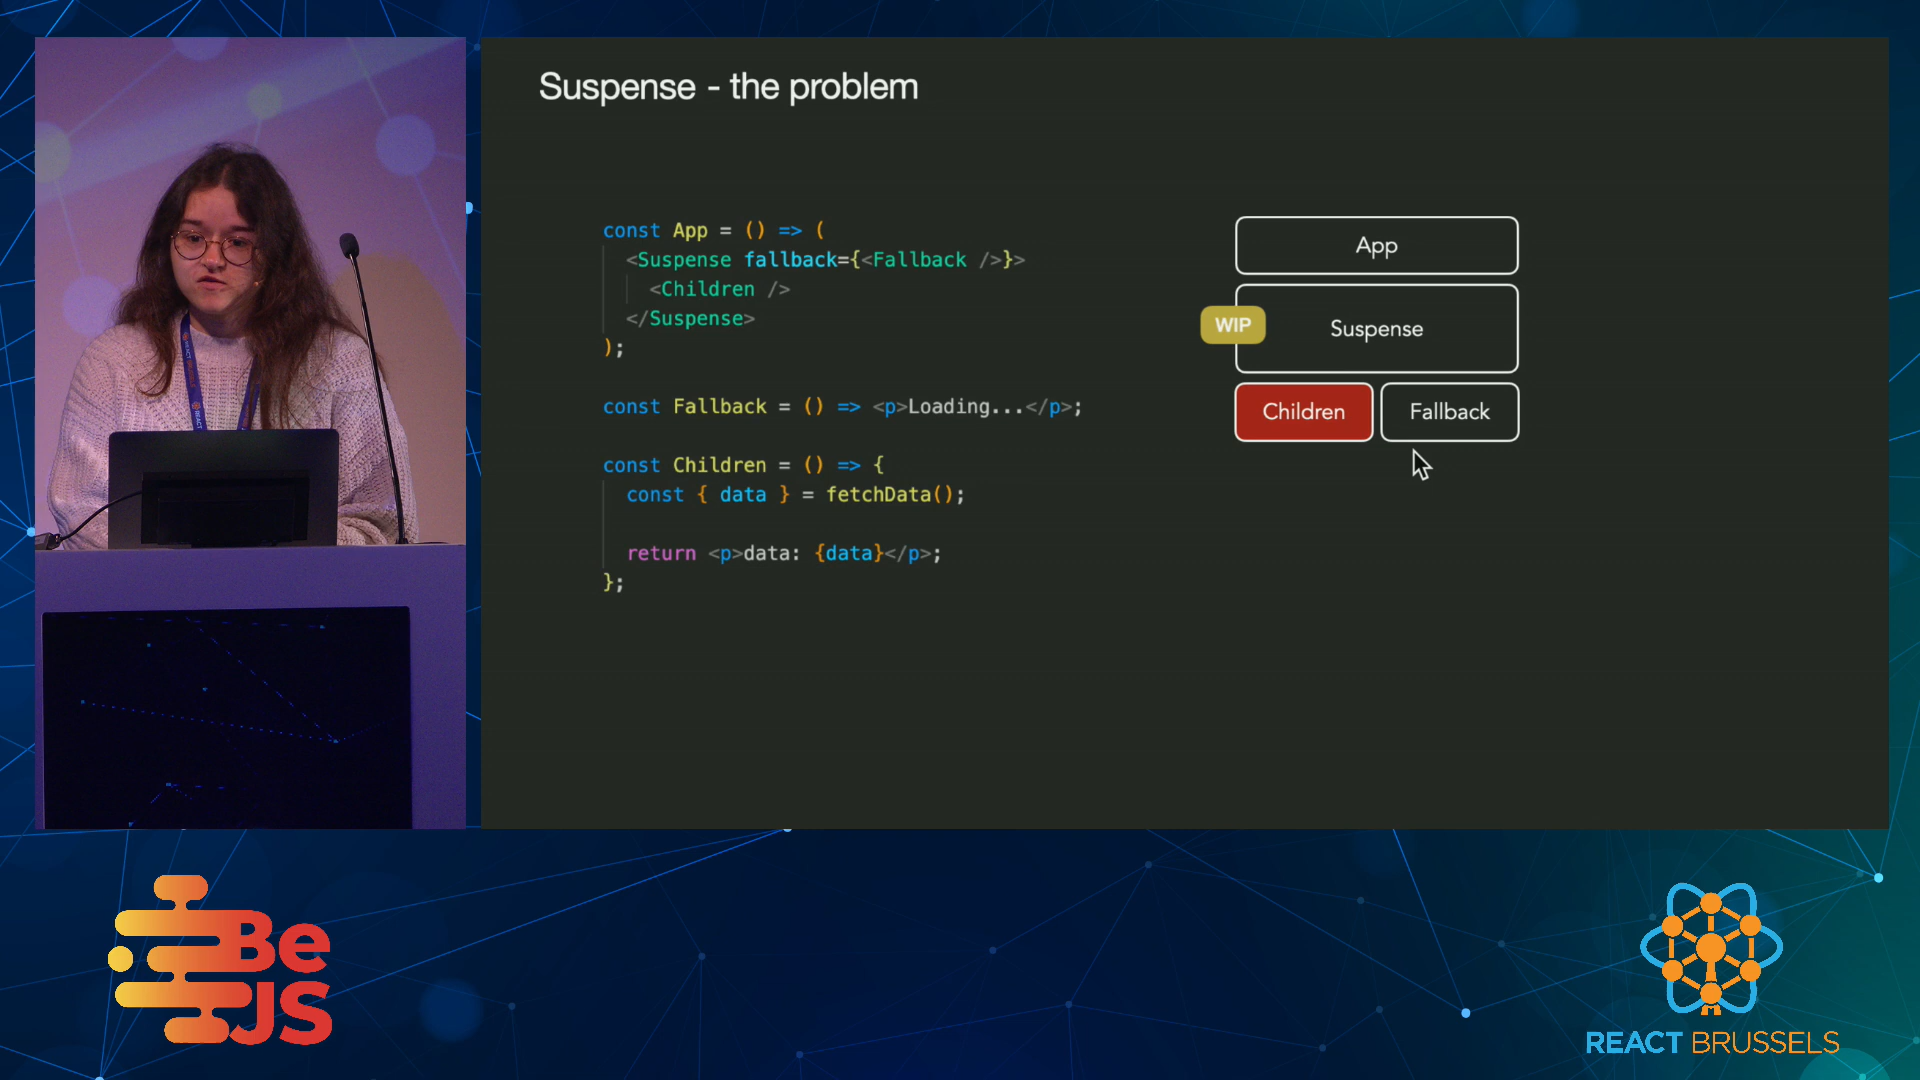 Suspense - the problem
const App = () => (
<Suspense fallback={<Fallback />}>
<Children />
</Suspense>
);
const Fallback = () => <p>Loading...</p>;
const Children = () => {
const { data } = fetchData();
return <p>data: {data}</p>;
};
App
WIP
Suspense
Children
Fallback
Be
JS
REACT BRUSSELS